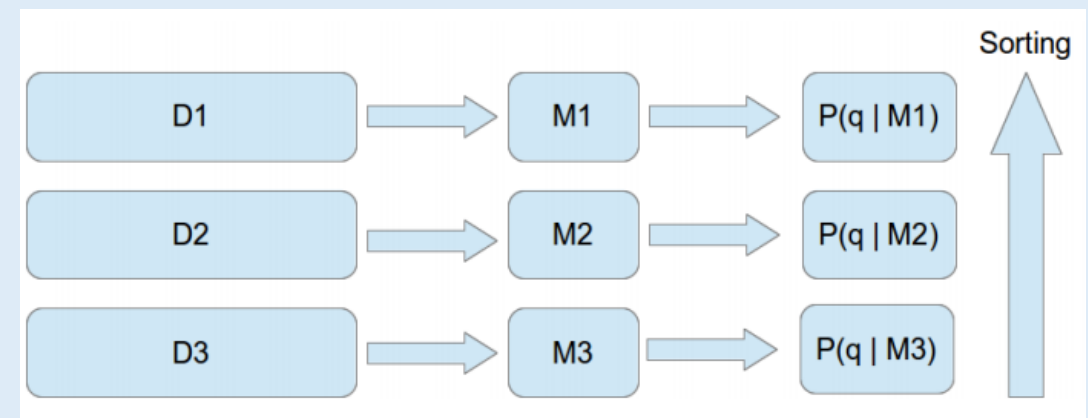 Sorting
D1
M1
P(q | M1)
D2
M2
P(q | M2)
D3
M3
P(q | M3)